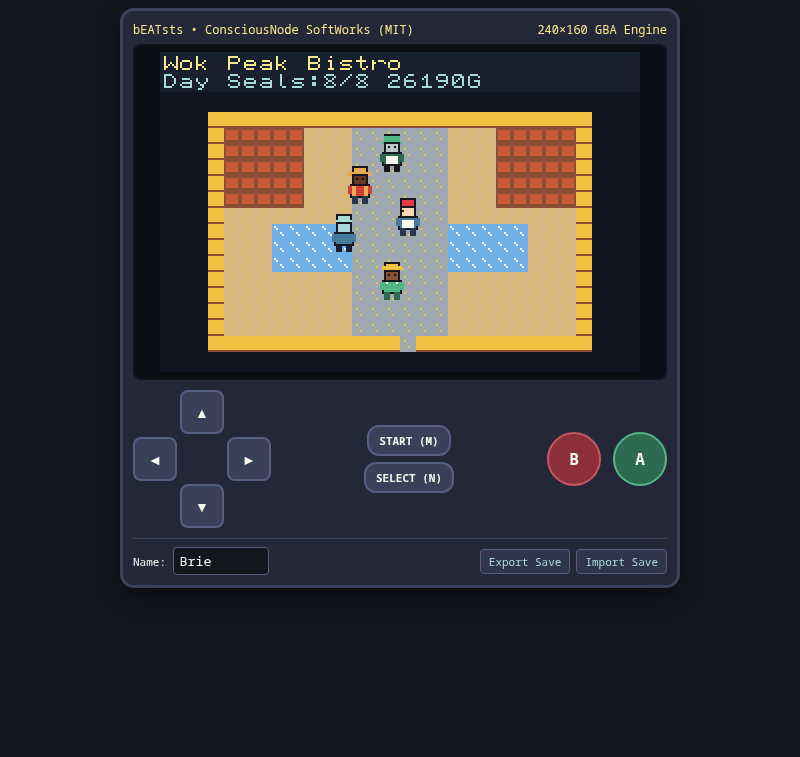 bEATsts • ConsciousNode SoftWorks (MIT)
240×160 GBA Engine
Wok Peak Bistro
Day Seals:8/8 26190G
▲
◄
►
▼
START (M)
SELECT (N)
B
A
Name:
Brie
Export Save
Import Save